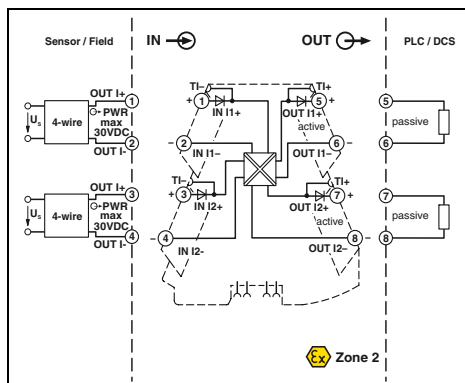 Sensor / Field
IN
OUT
PLC / DCS
OUT I+
1
TI–
TI+
PWR
max
30VDC
4-wire
Us
OUT I-
2
+
1
IN I1+
OUT I1+
5
+
active
5
passive
–
2
IN I1–
OUT I1–
6
–
6
OUT I+
3
TI–
TI+
PWR
max
30VDC
4-wire
Us
OUT I-
4
+
3
IN I2+
OUT I2+
7
+
active
7
passive
–
4
IN I2-
OUT I2–
8
–
8
Ex Zone 2